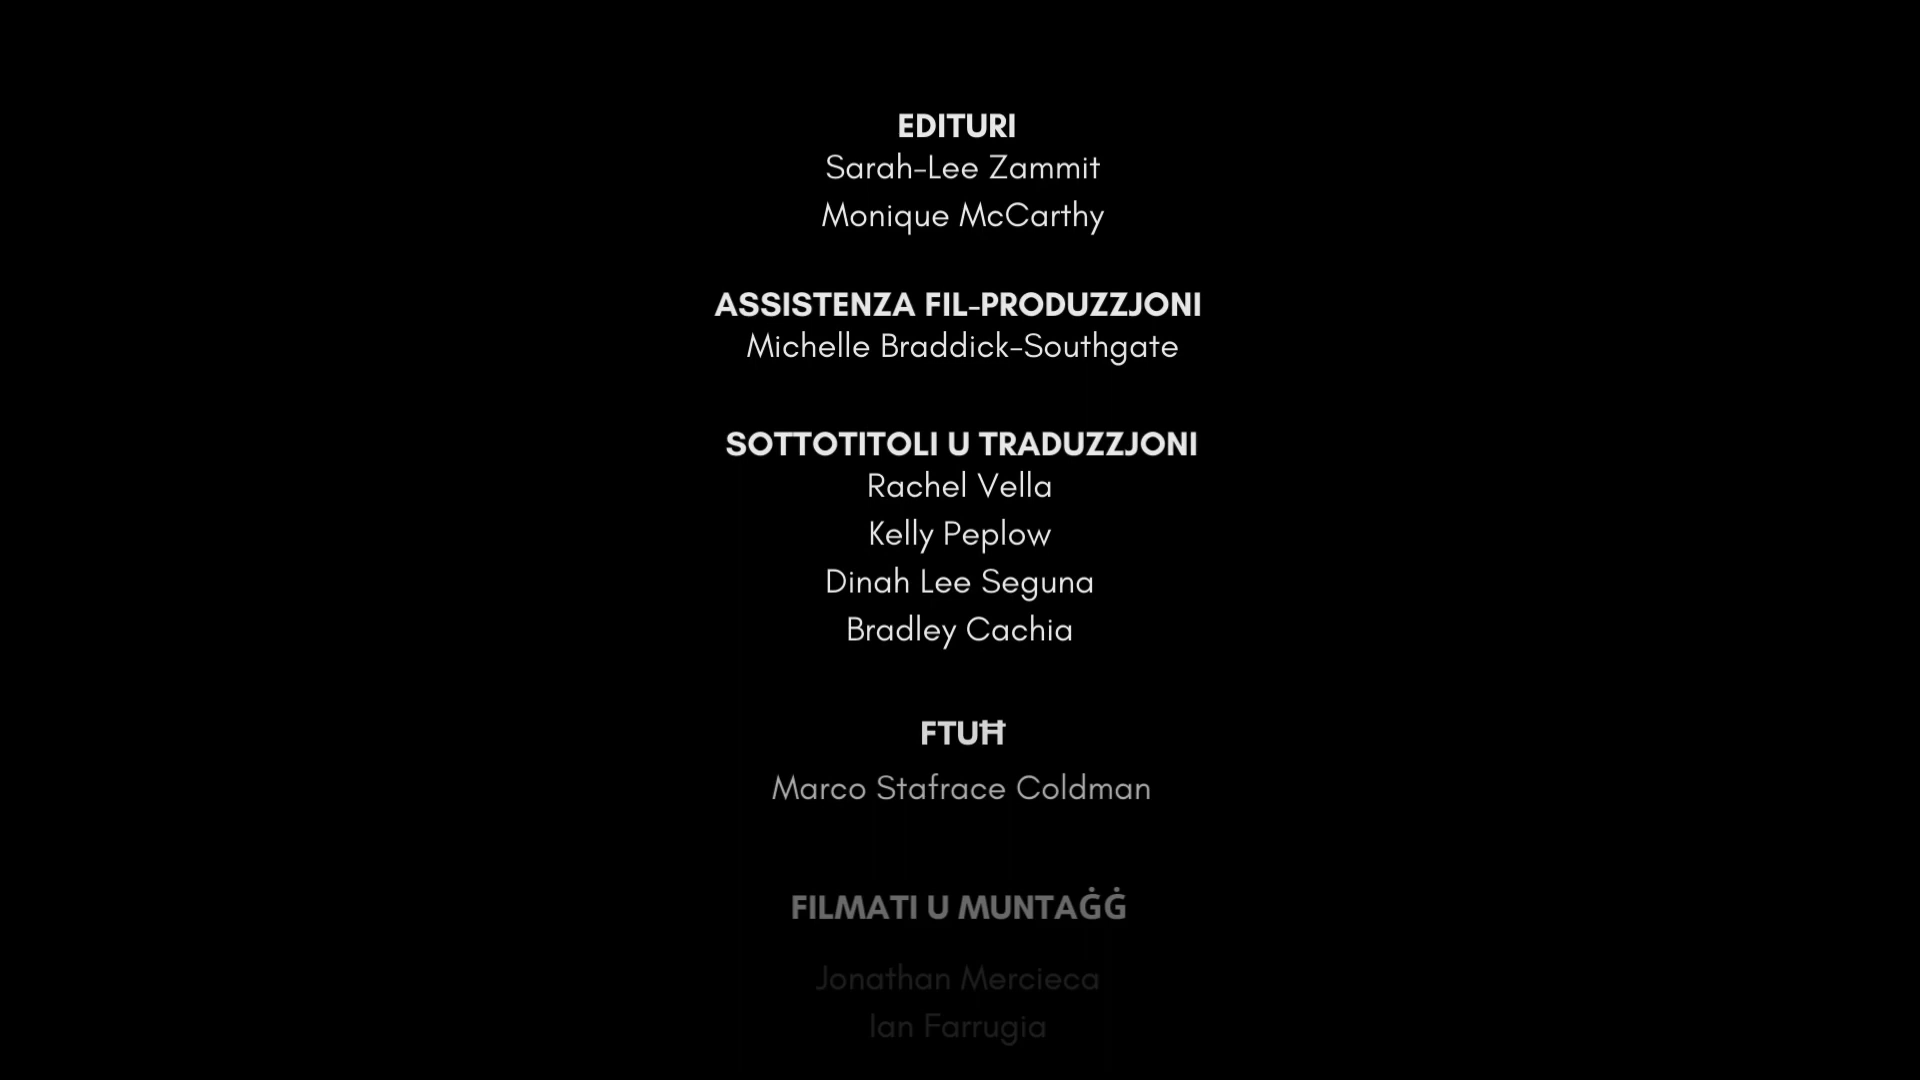 EDITURI
Sarah-Lee Zammit
Monique McCarthy
ASSISTENZA FIL-PRODUZZJONI
Michelle Braddick-Southgate
SOTTOTITOLI U TRADUZZJONI
Rachel Vella
Kelly Peplow
Dinah Lee Seguna
Bradley Cachia
FTUĦ
Marco Stafrace Coldman
FILMATI U MUNTAĠĠ
Jonathan Mercieca
Ian Farrugia